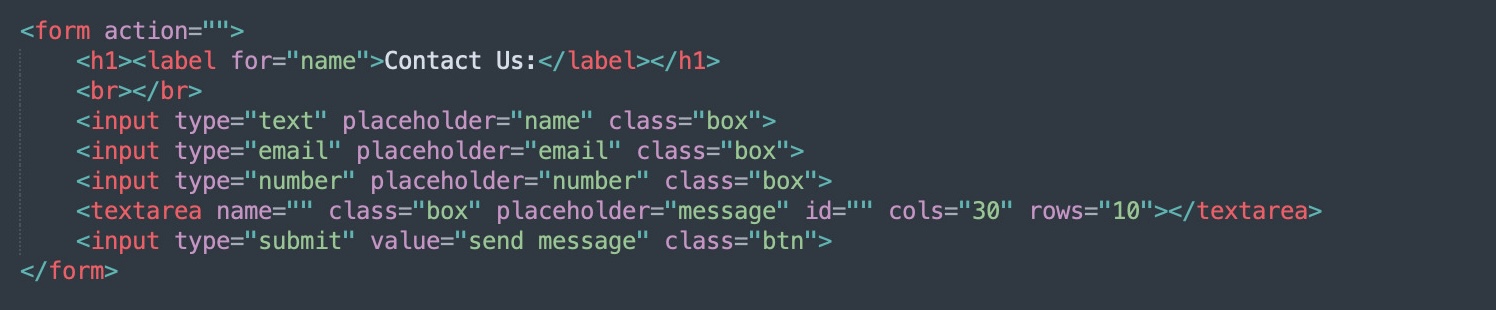 <form action="">
<h1><label for="name">Contact Us:</label></h1>
<br></br>
<input type="text" placeholder="name" class="box">
<input type="email" placeholder="email" class="box">
<input type="number" placeholder="number" class="box">
<textarea name="" class="box" placeholder="message" id="" cols="30" rows="10"></textarea>
<input type="submit" value="send message" class="btn">
</form>